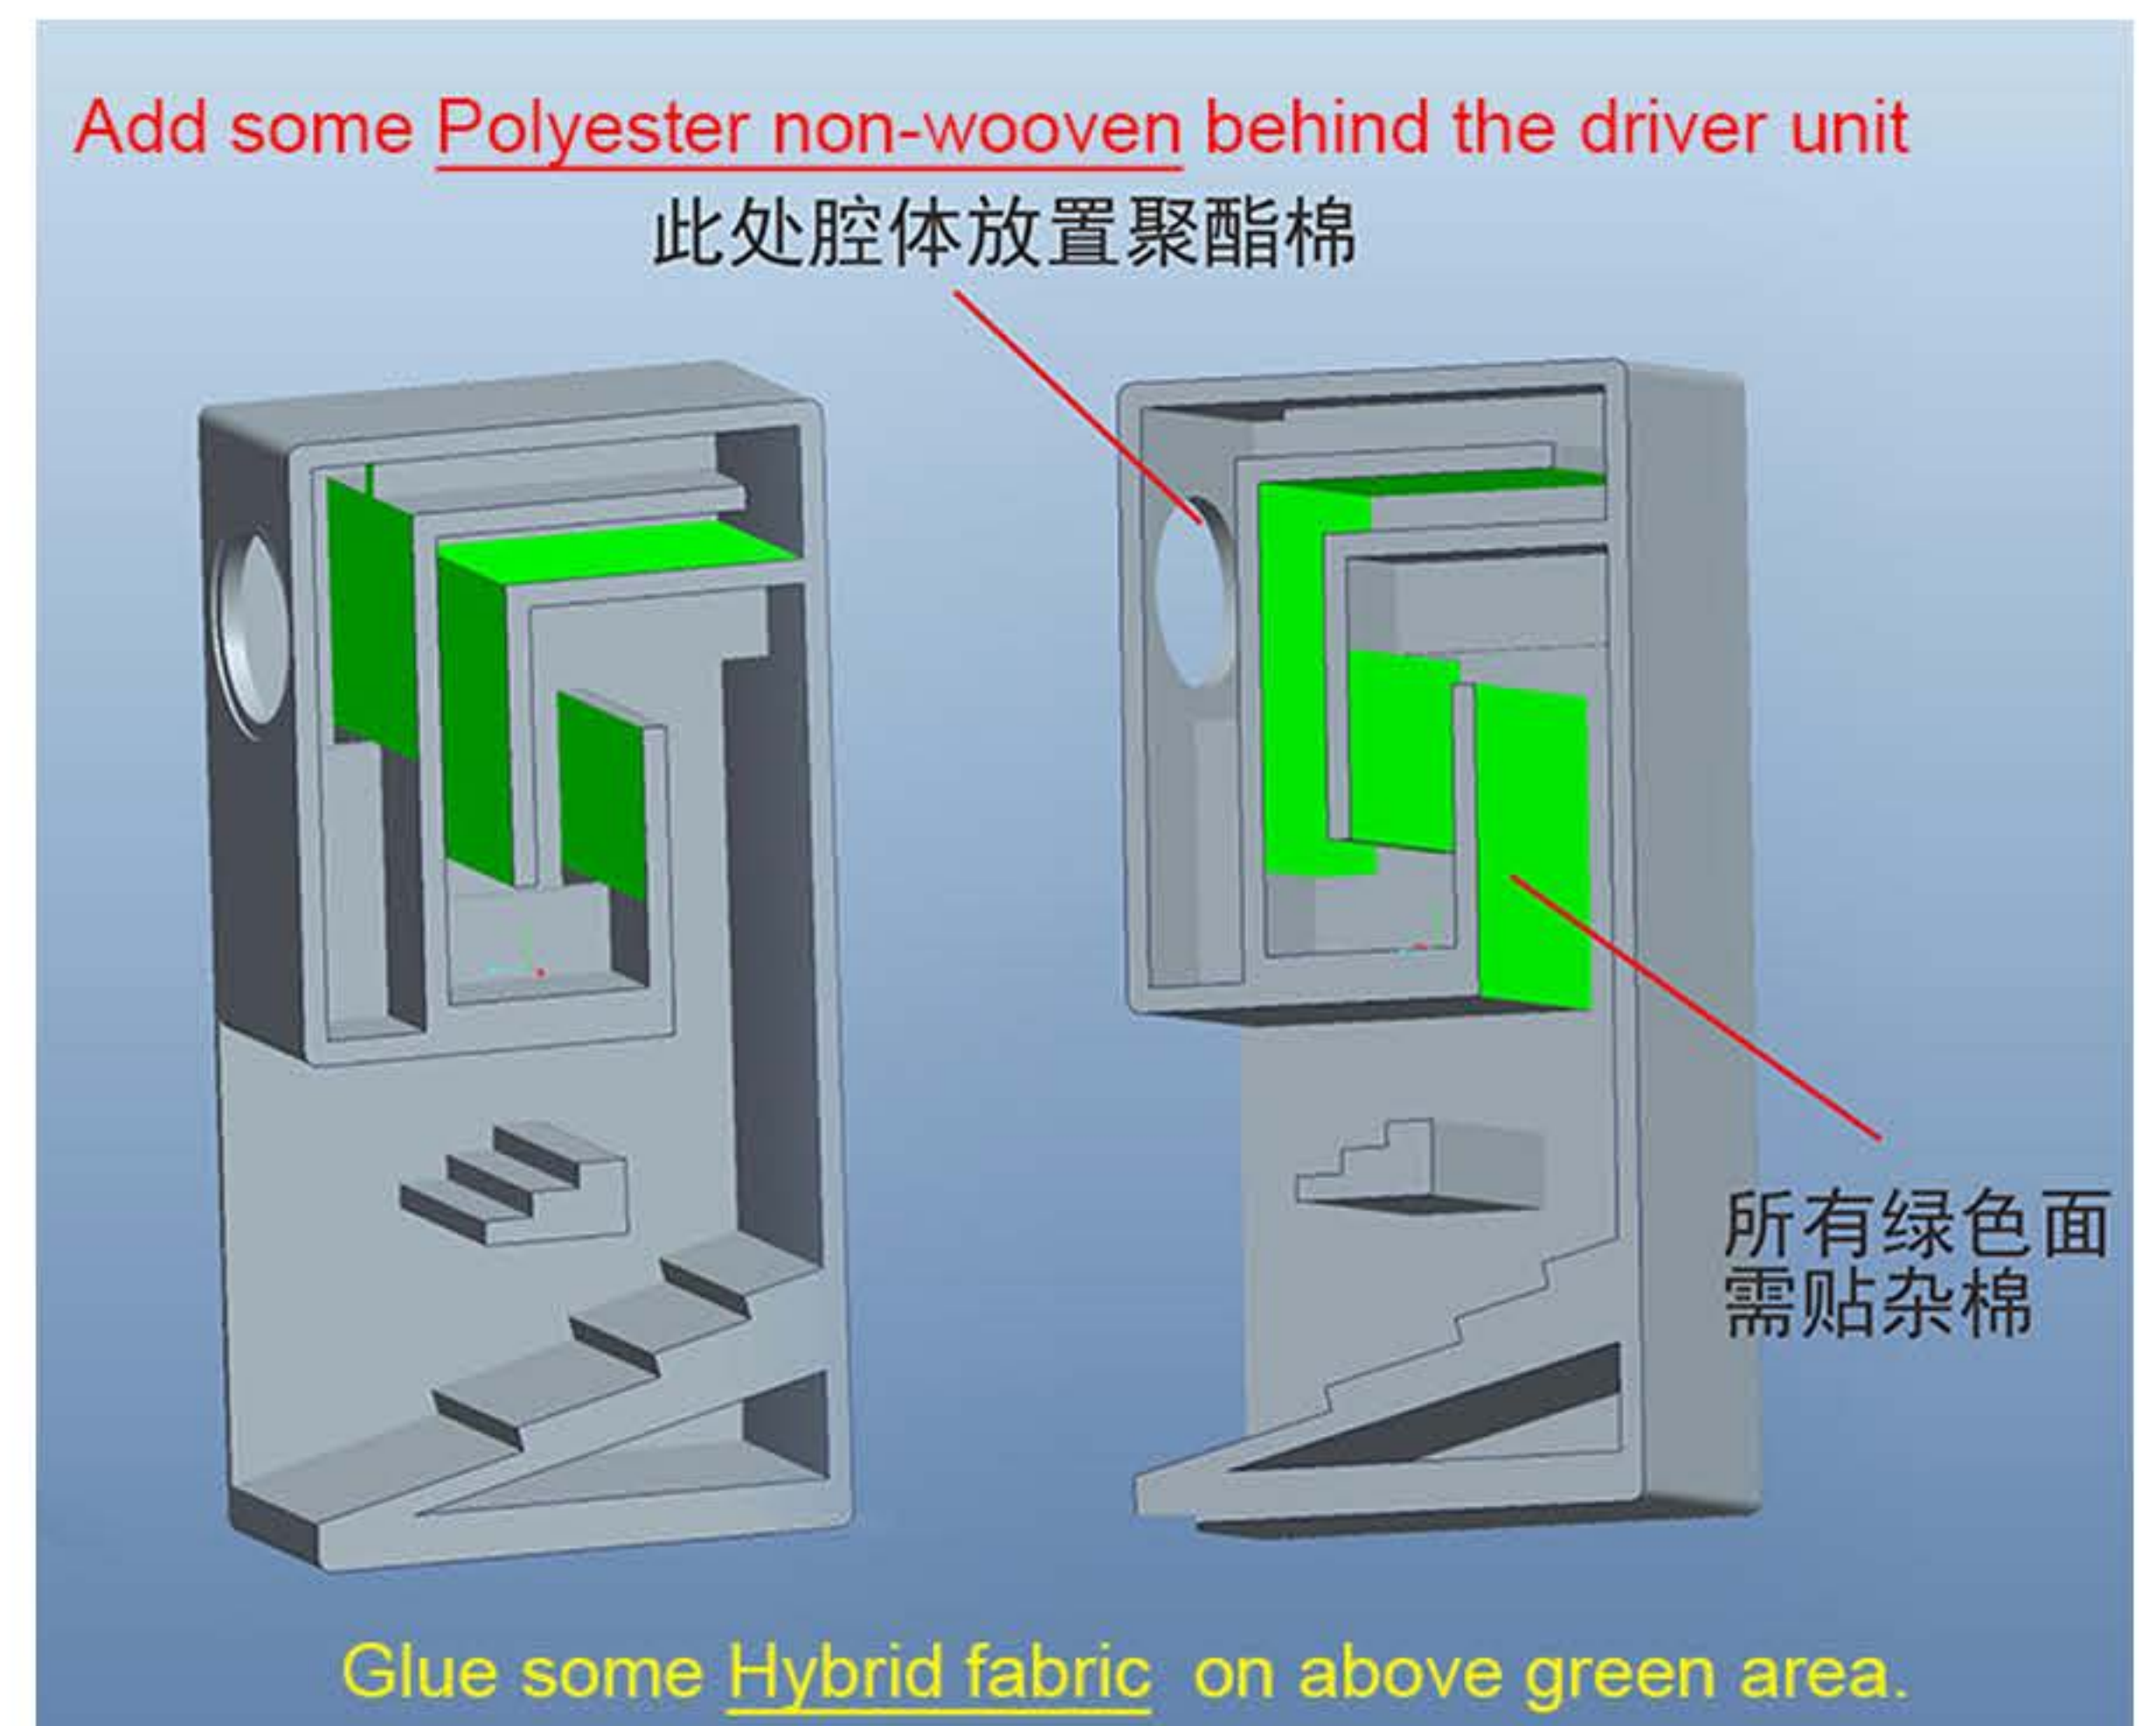 Add some Polyester non-wooven behind the driver unit
此处腔体放置聚酯棉
所有绿色面
需贴杂棉
Glue some Hybrid fabric on above green area.